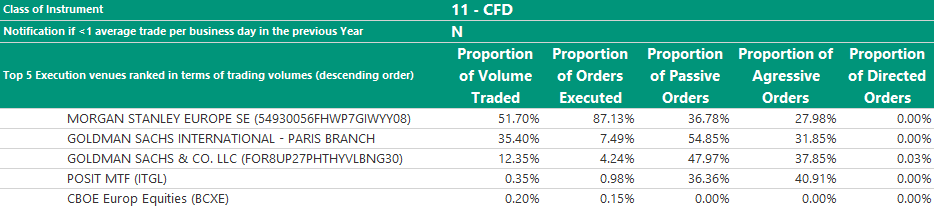 Class of Instrument 11 - CFD
Notification if <1 average trade per business day in the previous Year N
Top 5 Execution venues ranked in terms of trading volumes (descending order) Proportion of Volume Traded Proportion of Orders Executed Proportion of Passive Orders Proportion of Agressive Orders Proportion of Directed Orders
MORGAN STANLEY EUROPE SE (54930056FHWP7GIWYY08) 51.70% 87.13% 36.78% 27.98% 0.00%
GOLDMAN SACHS INTERNATIONAL - PARIS BRANCH 35.40% 7.49% 54.85% 31.85% 0.00%
GOLDMAN SACHS & CO. LLC (FOR8UP27PHTHYVLBNG30) 12.35% 4.24% 47.97% 37.85% 0.03%
POSIT MTF (ITGL) 0.35% 0.98% 36.36% 40.91% 0.00%
CBOE Europ Equities (BCXE) 0.20% 0.15% 0.00% 0.00% 0.00%